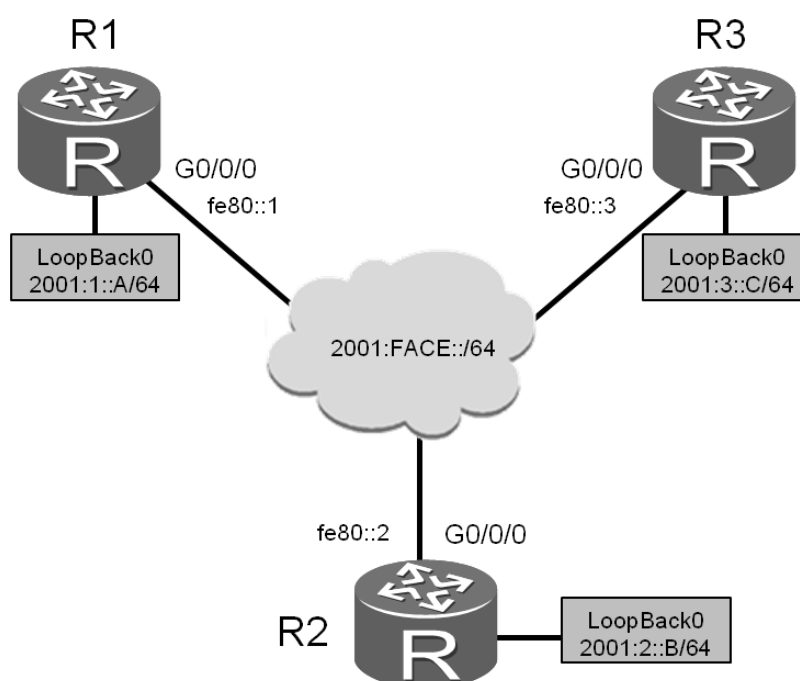 R1
R3
R
R
G0/0/0
G0/0/0
fe80::1
fe80::3
LoopBack0
2001:1::A/64
LoopBack0
2001:3::C/64
2001:FACE::/64
fe80::2
G0/0/0
R2
R
LoopBack0
2001:2::B/64